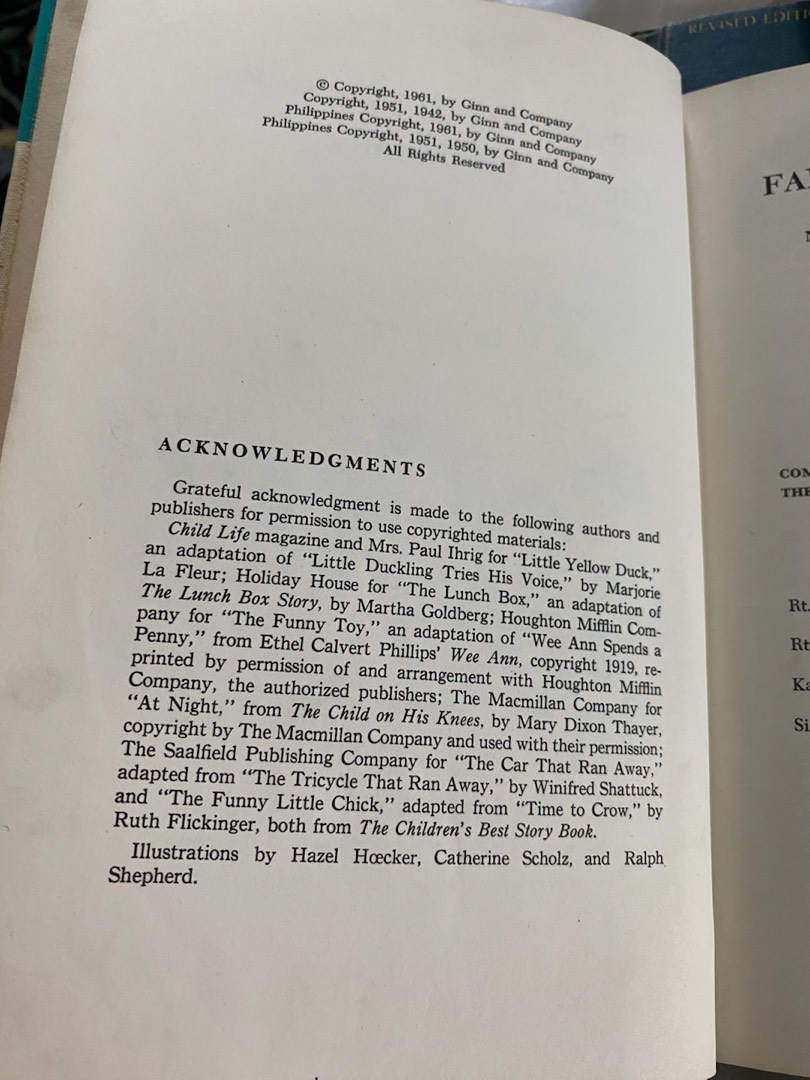 © Copyright, 1961, by Ginn and Company
Copyright, 1951, 1942, by Ginn and Company
Philippines Copyright, 1961, by Ginn and Company
Philippines Copyright, 1951, 1950, by Ginn and Company
All Rights Reserved
ACKNOWLEDGMENTS
Grateful acknowledgment is made to the following authors and
publishers for permission to use copyrighted materials:
Child Life magazine and Mrs. Paul Ihrig for “Little Yellow Duck,”
an adaptation of “Little Duckling Tries His Voice,” by Marjorie
La Fleur; Holiday House for “The Lunch Box,” an adaptation of
The Lunch Box Story, by Martha Goldberg; Houghton Mifflin Com-
pany for “The Funny Toy,” an adaptation of “Wee Ann Spends a
Penny,” from Ethel Calvert Phillips’ Wee Ann, copyright 1919, re-
printed by permission of and arrangement with Houghton Mifflin
Company, the authorized publishers; The Macmillan Company for
“At Night,” from The Child on His Knees, by Mary Dixon Thayer,
copyright by The Macmillan Company and used with their permission;
The Saalfield Publishing Company for “The Car That Ran Away,”
adapted from “The Tricycle That Ran Away,” by Winifred Shattuck,
and “The Funny Little Chick,” adapted from “Time to Crow,” by
Ruth Flickinger, both from The Children’s Best Story Book.
Illustrations by Hazel Hœcker, Catherine Scholz, and Ralph
Shepherd.
REVISED EDITIO
FA
COM
THE
Rt.
Rt
Ka
Si